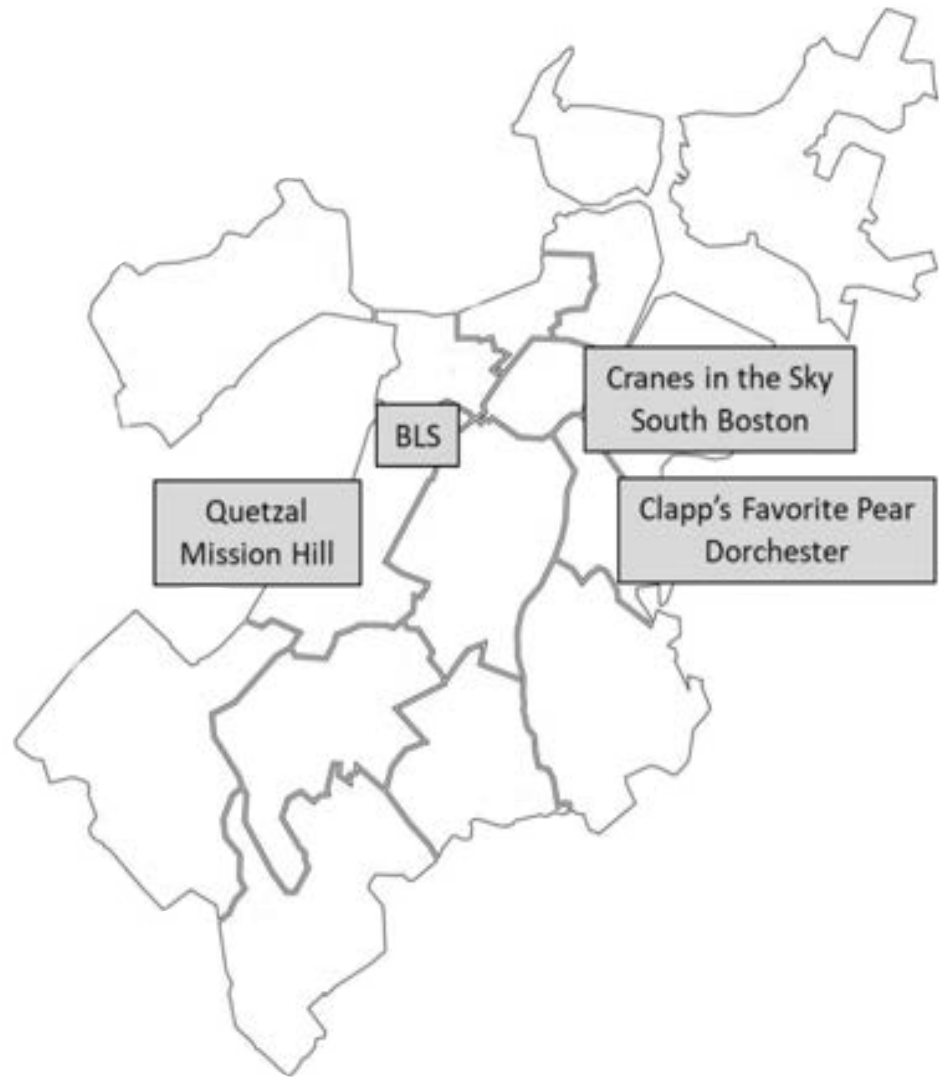 Cranes in the Sky
South Boston
BLS
Quetzal
Mission Hill
Clapp's Favorite Pear
Dorchester